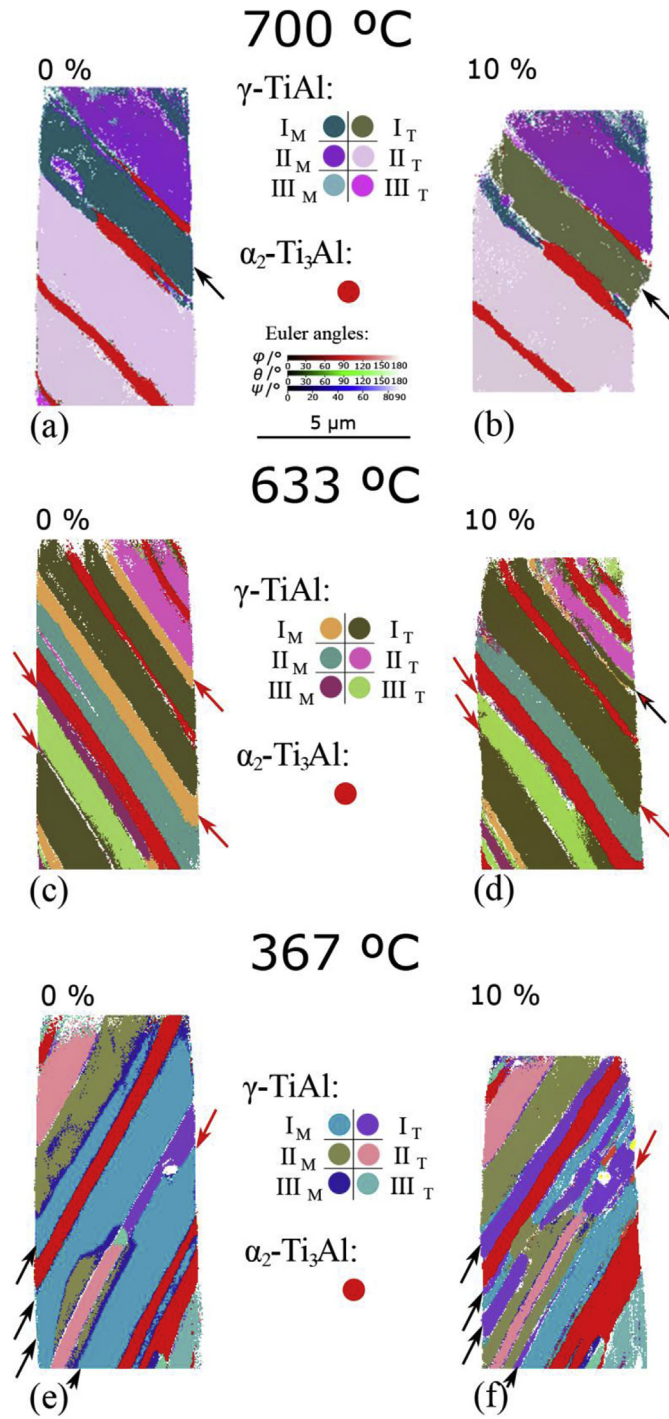 700 ºC
0 %
10 %
γ-TiAl:
I M I T
II M II T
III M III T
α2-Ti3Al:
Euler angles:
φ/° 0 30 60 90 120 150 180
θ/° 0 30 60 90 120 150 180
ψ/° 0 20 40 60 80 90
5 μm
(a)
(b)
633 ºC
0 %
10 %
γ-TiAl:
I M I T
II M II T
III M III T
α2-Ti3Al:
(c)
(d)
367 ºC
0 %
10 %
γ-TiAl:
I M I T
II M II T
III M III T
α2-Ti3Al:
(e)
(f)